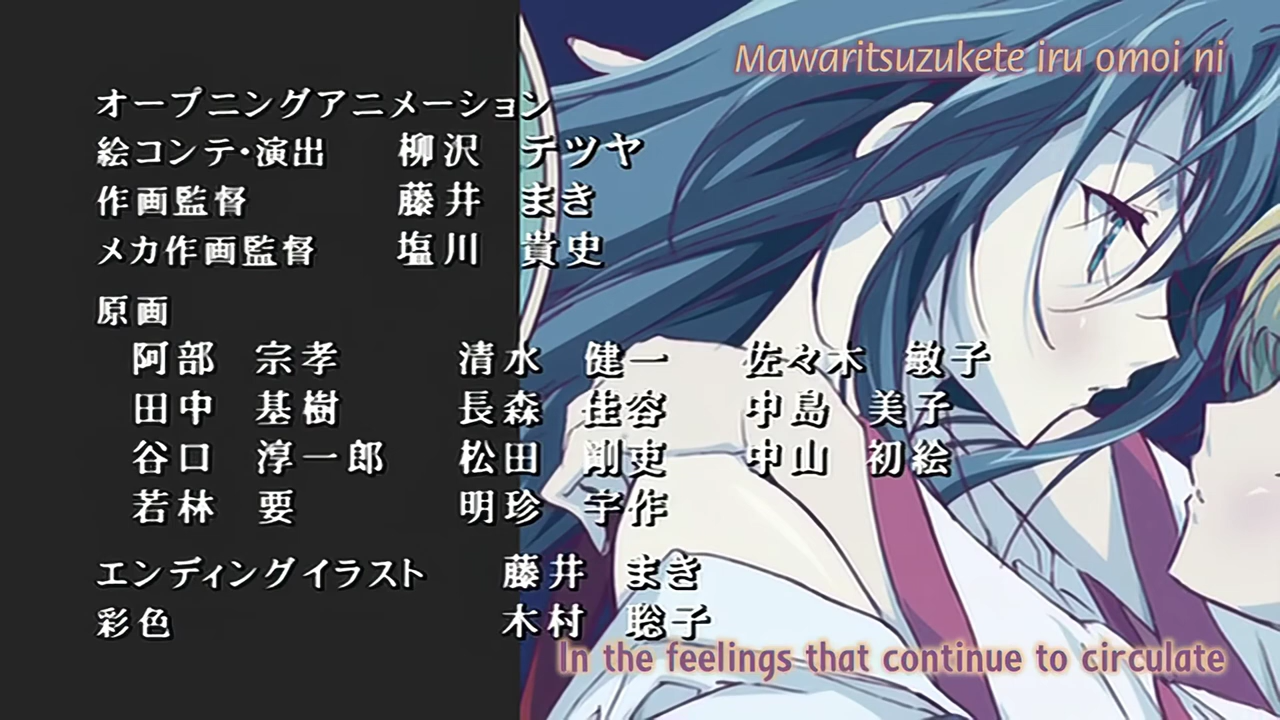 Mawaritsuzukete iru omoi ni
オープニングアニメーション
絵コンテ・演出 柳沢 テツヤ
作画監督 藤井 まき
メカ作画監督 塩川 貴史
原画
阿部 宗孝 清水 健一 佐々木 敏子
田中 基樹 長森 佳容 中島 美子
谷口 淳一郎 松田 剛吏 中山 初絵
若林 要 明珍 宇作
エンディングイラスト 藤井 まき
彩色 木村 聡子
In the feelings that continue to circulate